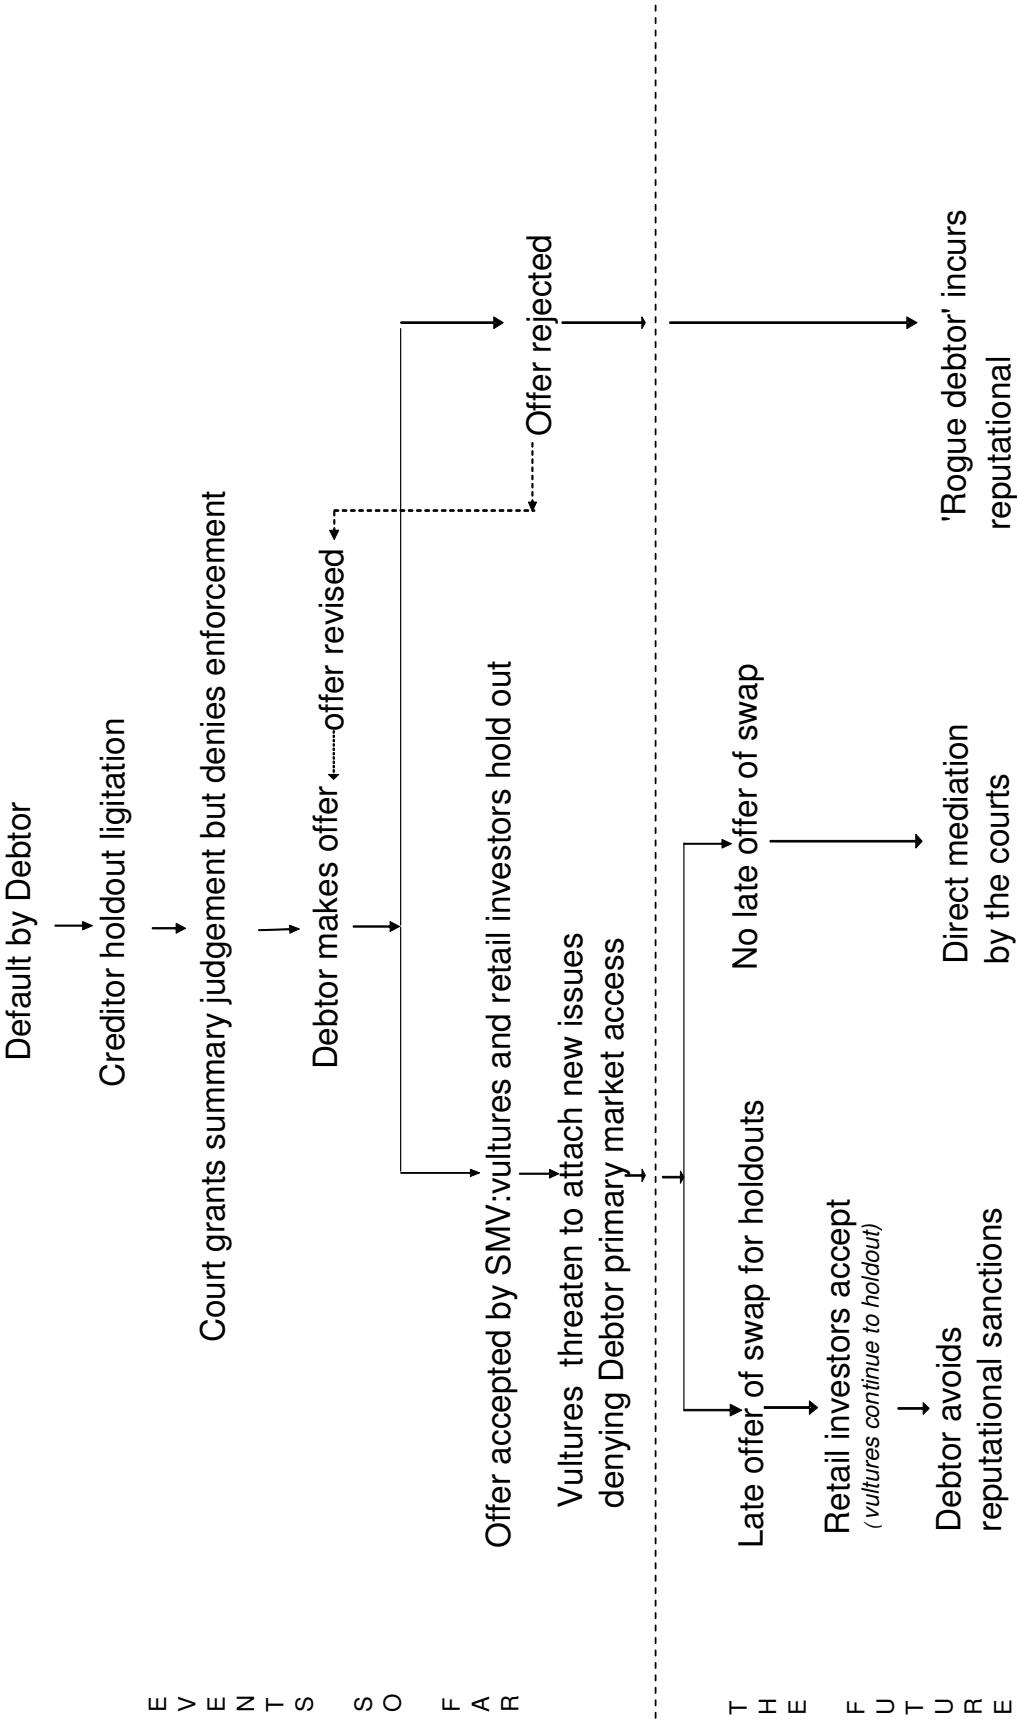 Default by Debtor
Creditor holdout ligitation
Court grants summary judgement but denies enforcement
Debtor makes offer
offer revised
Offer accepted by SMV:vultures and retail investors hold out
Offer rejected
Vultures threaten to attach new issues
denying Debtor primary market access
Late offer of swap for holdouts
No late offer of swap
Retail investors accept
(vultures continue to holdout)
Debtor avoids
reputational sanctions
Direct mediation
by the courts
'Rogue debtor' incurs
reputational
EVENTS SO FAR
THE FUTURE